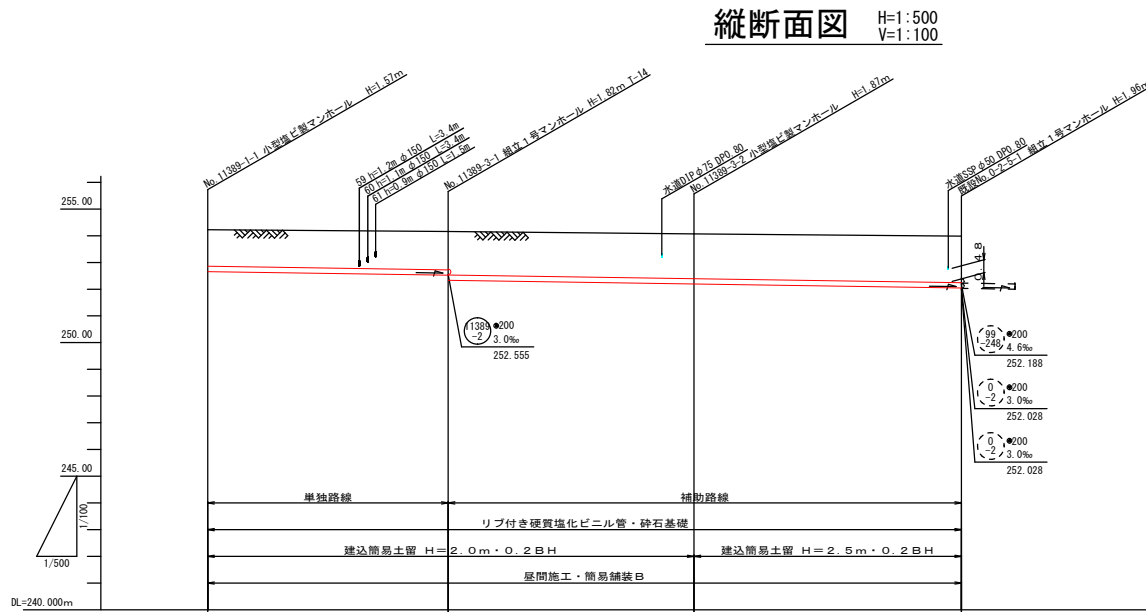 縦断面図
H=1:500
V=1:100
No.11389-1-1 小型塩ビ製マンホール H=1.57m
59 h=1.2m φ150 L=3.4m
60 h=1.1m φ150 L=3.4m
61 h=0.9m φ150 L=1.5m
No.11389-3-1 組立1号マンホール H=1.82m T-14
水道DIPφ75 DP0.80
No.11389-3-2 小型塩ビ製マンホール H=1.87m
水道SSPφ50 DP0.80
既設No.0-2-5-1 組立1号マンホール H=1.96m
255.00
0.48
250.00
11389
-2
●200
3.0‰
252.555
99
-248
●200
4.6‰
252.188
0
-2
●200
3.0‰
252.028
0
-2
●200
3.0‰
252.028
245.00
単独路線
補助路線
リブ付き硬質塩化ビニル管・砕石基礎
建込簡易土留 H=2.0m・0.2BH
建込簡易土留 H=2.5m・0.2BH
昼間施工・簡易舗装B
1/100
1/500
DL=240.000m